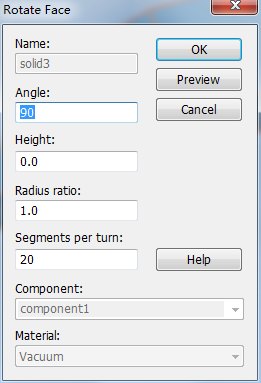 Rotate Face
Name:
solid3
OK
Preview
Angle:
90
Cancel
Height:
0.0
Radius ratio:
1.0
Segments per turn:
20
Help
Component:
component1
Material:
Vacuum